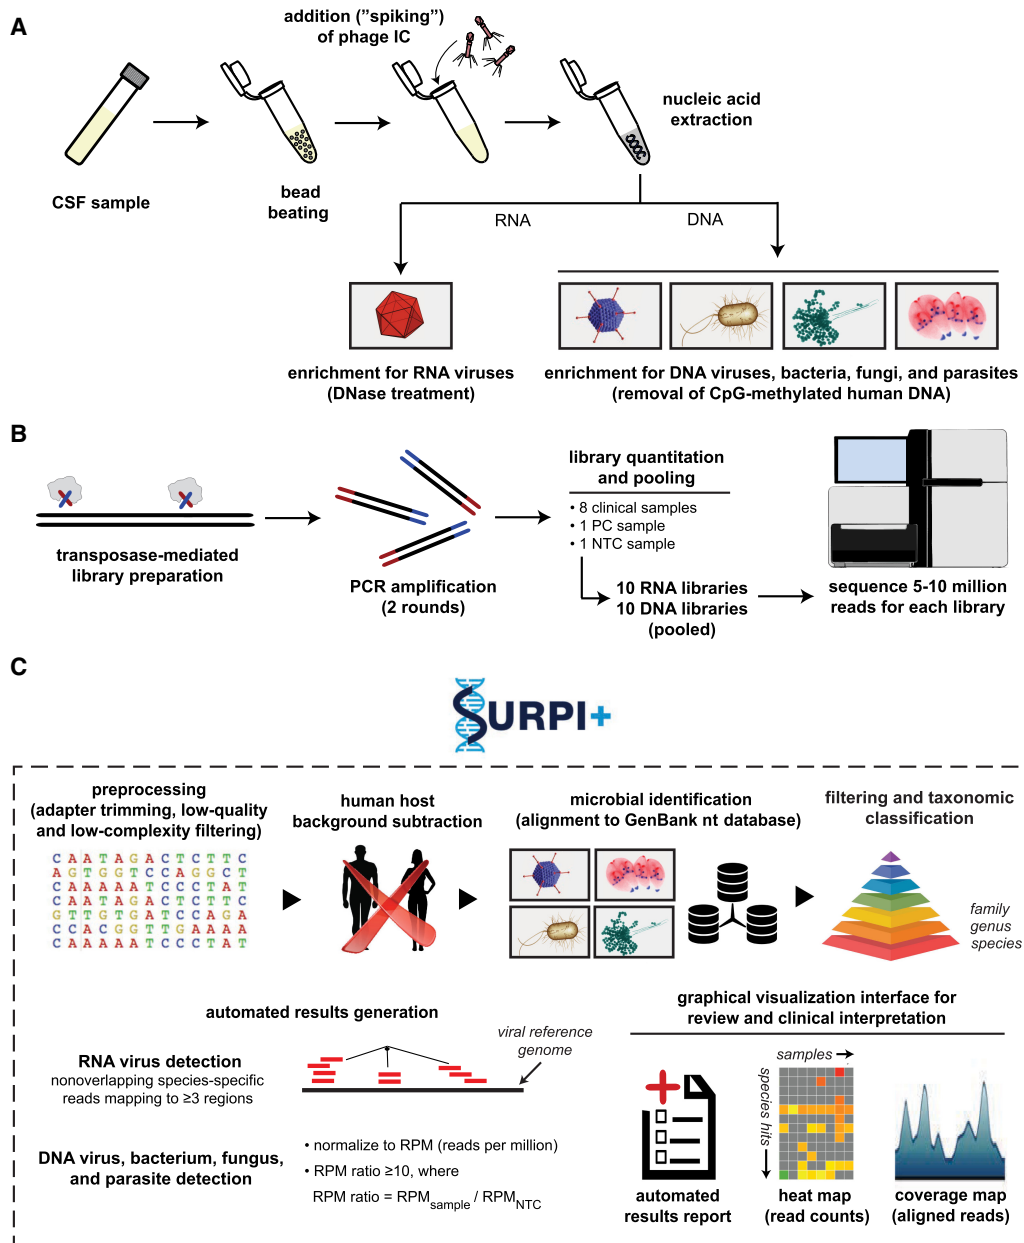 A
addition ("spiking")
of phage IC
nucleic acid
extraction
CSF sample
bead
beating
RNA
DNA
enrichment for RNA viruses
(DNase treatment)
enrichment for DNA viruses, bacteria, fungi, and parasites
(removal of CpG-methylated human DNA)
B
transposase-mediated
library preparation
PCR amplification
(2 rounds)
library quantitation
and pooling
• 8 clinical samples
• 1 PC sample
• 1 NTC sample
10 RNA libraries
10 DNA libraries
(pooled)
sequence 5-10 million
reads for each library
C
SURPI+
preprocessing
(adapter trimming, low-quality
and low-complexity filtering)
CAATAGACTCTTC
AGTGGTCCAGGCT
CAAAAATCCCTAT
CAATAGACTCTTC
GTTGTGATCCAGA
CCACGGTTGAAAA
CAAAAATCCCTAT
human host
background subtraction
microbial identification
(alignment to GenBank nt database)
filtering and taxonomic
classification
family
genus
species
automated results generation
RNA virus detection
nonoverlapping species-specific
reads mapping to ≥3 regions
viral reference
genome
DNA virus, bacterium, fungus,
and parasite detection
• normalize to RPM (reads per million)
• RPM ratio ≥10, where
RPM ratio = RPMsample / RPMNTC
graphical visualization interface for
review and clinical interpretation
samples
species hits
automated
results report
heat map
(read counts)
coverage map
(aligned reads)